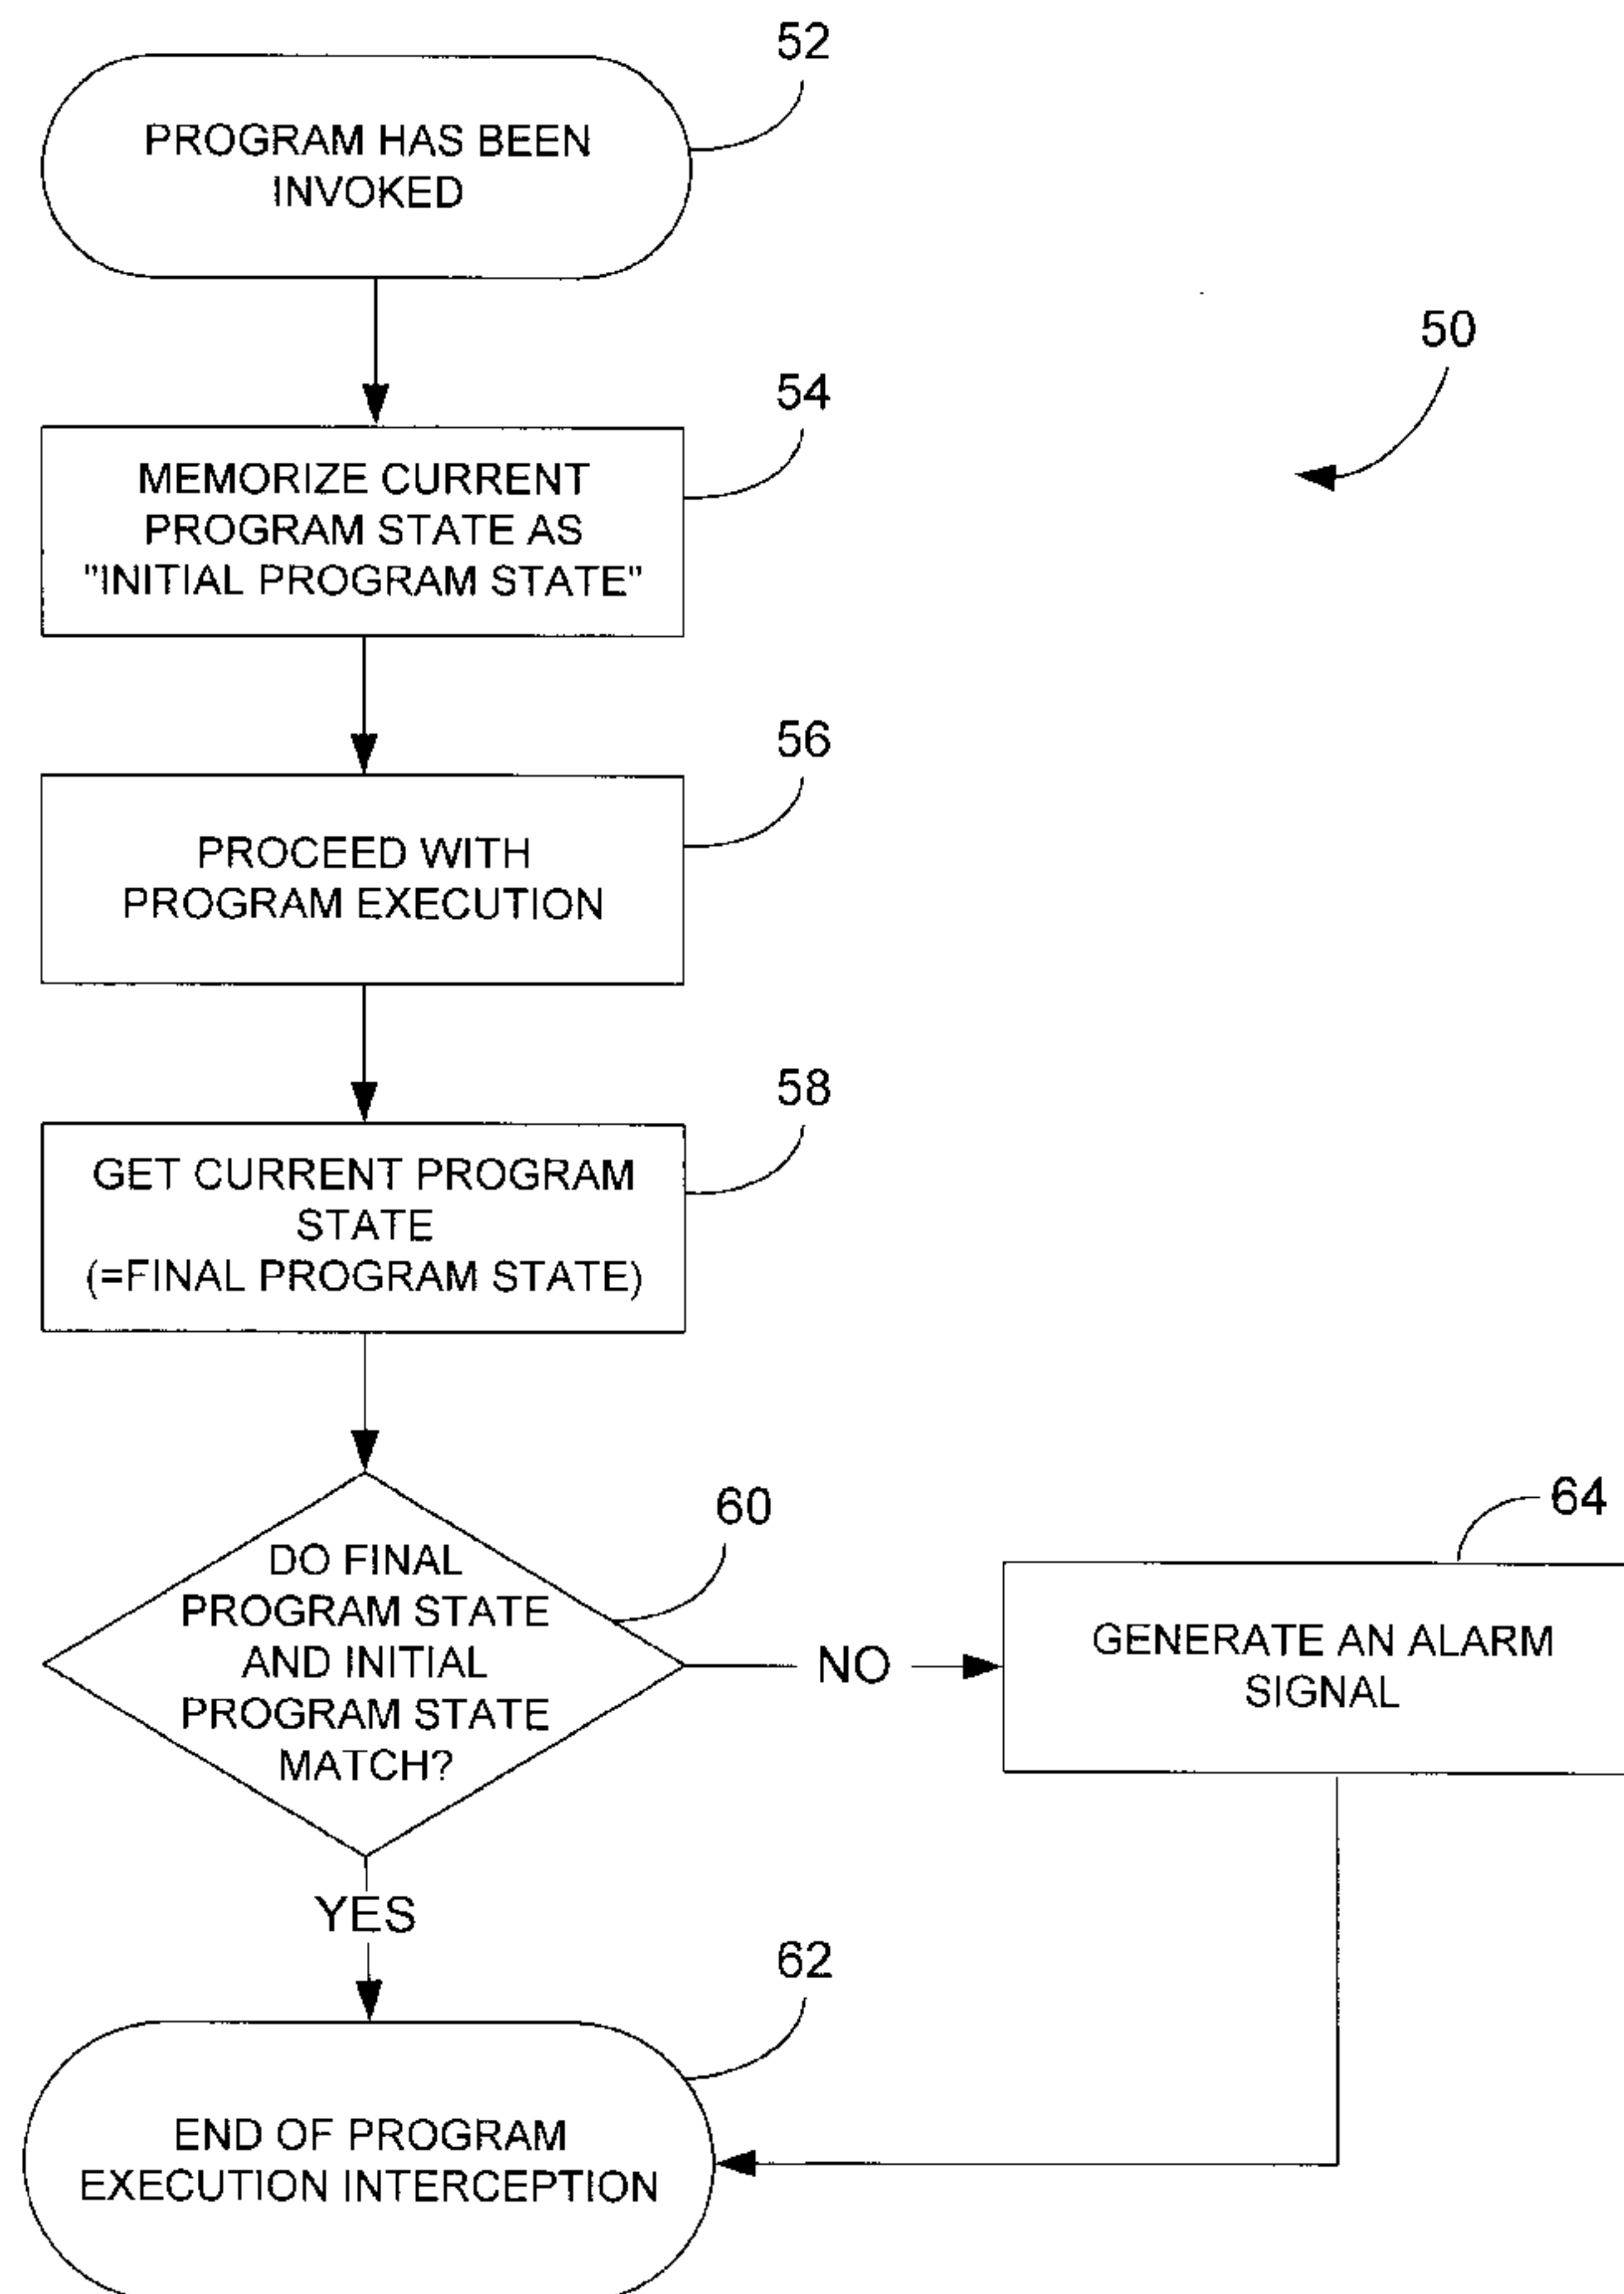 52
PROGRAM HAS BEEN
INVOKED
50
54
MEMORIZE CURRENT
PROGRAM STATE AS
"INITIAL PROGRAM STATE"
56
PROCEED WITH
PROGRAM EXECUTION
58
GET CURRENT PROGRAM
STATE
(=FINAL PROGRAM STATE)
60
DO FINAL
PROGRAM STATE
AND INITIAL
PROGRAM STATE
MATCH?
NO
64
GENERATE AN ALARM
SIGNAL
YES
62
END OF PROGRAM
EXECUTION INTERCEPTION